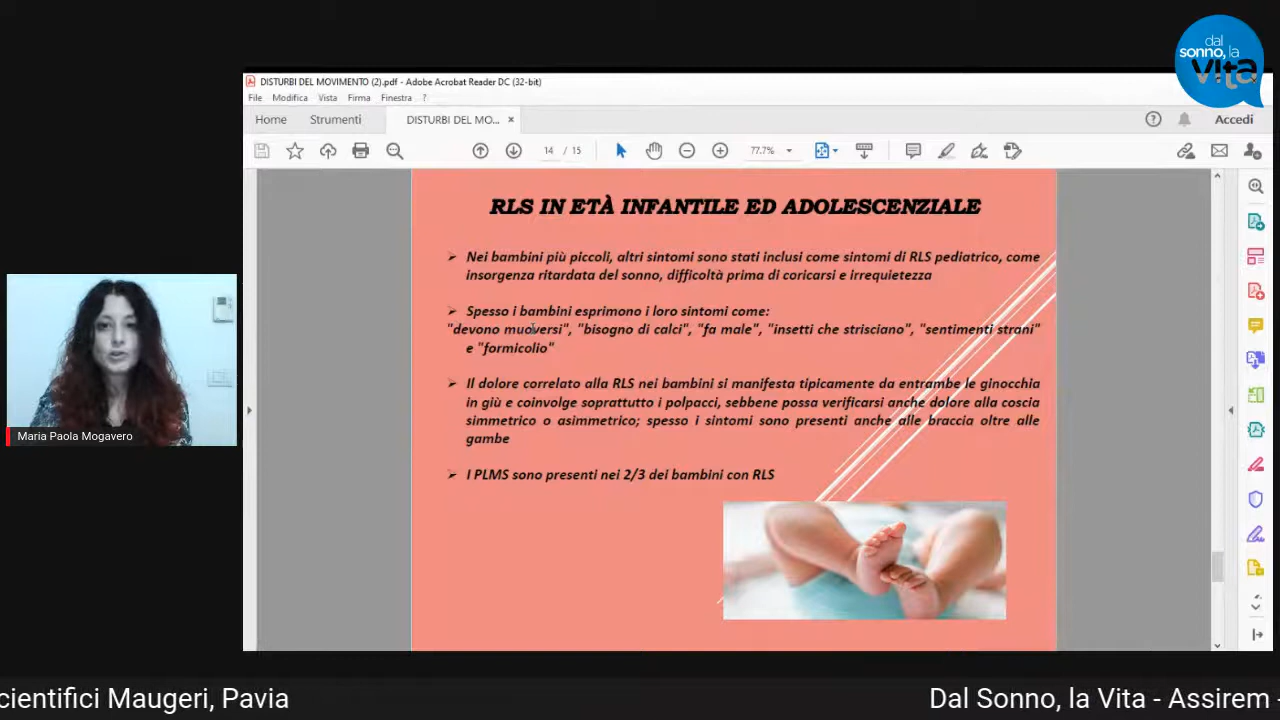 dal
sonno, la
vita
DISTURBI DEL MOVIMENTO (2).pdf - Adobe Acrobat Reader DC (32-bit)
File Modifica Vista Firma Finestra ?
Home Strumenti DISTURBI DEL MO... × Accedi
14 / 15 77.7%
RLS IN ETÀ INFANTILE ED ADOLESCENZIALE
Nei bambini più piccoli, altri sintomi sono stati inclusi come sintomi di RLS pediatrico, come
insorgenza ritardata del sonno, difficoltà prima di coricarsi e irrequietezza
Spesso i bambini esprimono i loro sintomi come:
"devono muoversi", "bisogno di calci", "fa male", "insetti che strisciano", "sentimenti strani"
e "formicolio"
Il dolore correlato alla RLS nei bambini si manifesta tipicamente da entrambe le ginocchia
in giù e coinvolge soprattutto i polpacci, sebbene possa verificarsi anche dolore alla coscia
simmetrico o asimmetrico; spesso i sintomi sono presenti anche alle braccia oltre alle
gambe
I PLMS sono presenti nei 2/3 dei bambini con RLS
Maria Paola Mogavero
cientifici Maugeri, Pavia Dal Sonno, la Vita - Assirem -